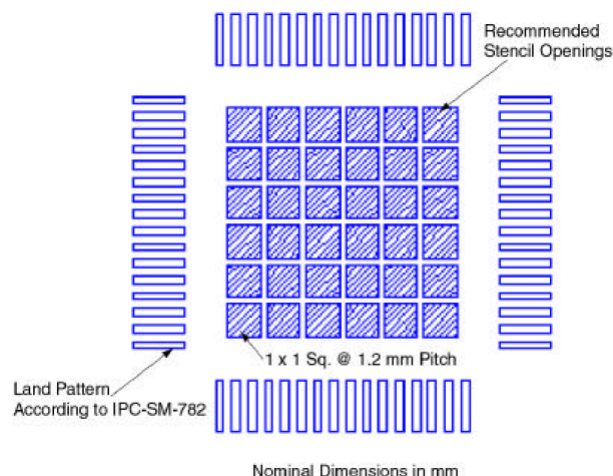 Recommended
Stencil Openings
1 x 1 Sq. @ 1.2 mm Pitch
Land Pattern
According to IPC-SM-782
Nominal Dimensions in mm